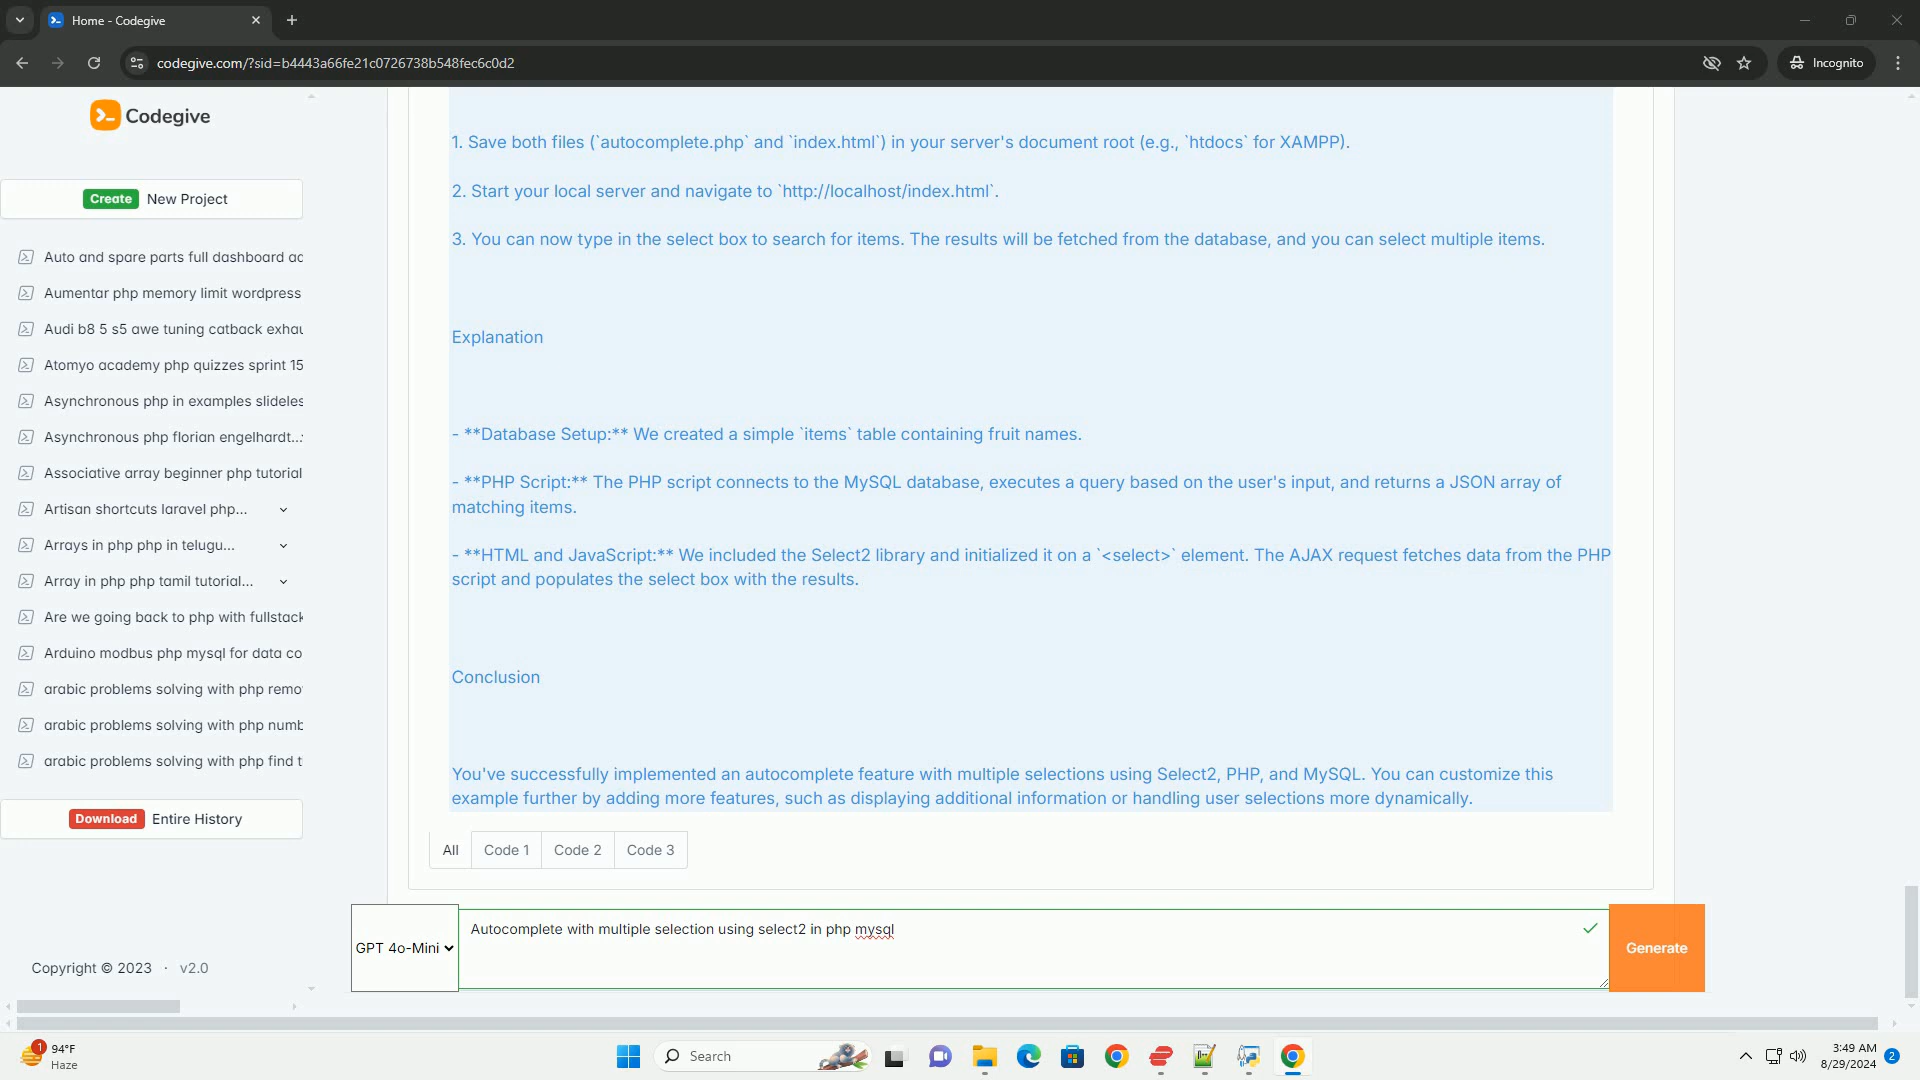 Home - Codegive
codegive.com/?sid=b4443a66fe21c0726738b548fec6c0d2
Incognito
Codegive
Create New Project
Auto and spare parts full dashboard ac
Aumentar php memory limit wordpress
Audi b8 5 s5 awe tuning catback exhau
Atomyo academy php quizzes sprint 15
Asynchronous php in examples slideles
Asynchronous php florian engelhardt...
Associative array beginner php tutorial
Artisan shortcuts laravel php...
Arrays in php php in telugu...
Array in php php tamil tutorial...
Are we going back to php with fullstack
Arduino modbus php mysql for data co
arabic problems solving with php remo
arabic problems solving with php numb
arabic problems solving with php find t
Download Entire History
Copyright © 2023 · v2.0
1. Save both files (`autocomplete.php` and `index.html`) in your server's document root (e.g., `htdocs` for XAMPP).
2. Start your local server and navigate to `http://localhost/index.html`.
3. You can now type in the select box to search for items. The results will be fetched from the database, and you can select multiple items.
Explanation
- **Database Setup:** We created a simple `items` table containing fruit names.
- **PHP Script:** The PHP script connects to the MySQL database, executes a query based on the user's input, and returns a JSON array of
matching items.
- **HTML and JavaScript:** We included the Select2 library and initialized it on a `<select>` element. The AJAX request fetches data from the PHP
script and populates the select box with the results.
Conclusion
You've successfully implemented an autocomplete feature with multiple selections using Select2, PHP, and MySQL. You can customize this
example further by adding more features, such as displaying additional information or handling user selections more dynamically.
All Code 1 Code 2 Code 3
GPT 4o-Mini
Autocomplete with multiple selection using select2 in php mysql
Generate
1
94°F
Haze
Search
3:49 AM
8/29/2024
2